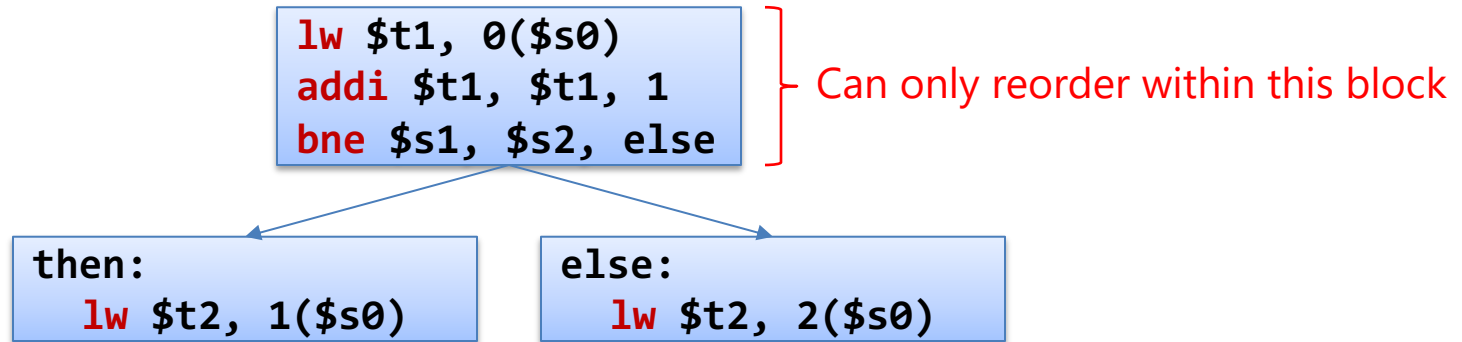 lw $t1, 0($s0)
addi $t1, $t1, 1
bne $s1, $s2, else
Can only reorder within this block
then:
lw $t2, 1($s0)
else:
lw $t2, 2($s0)